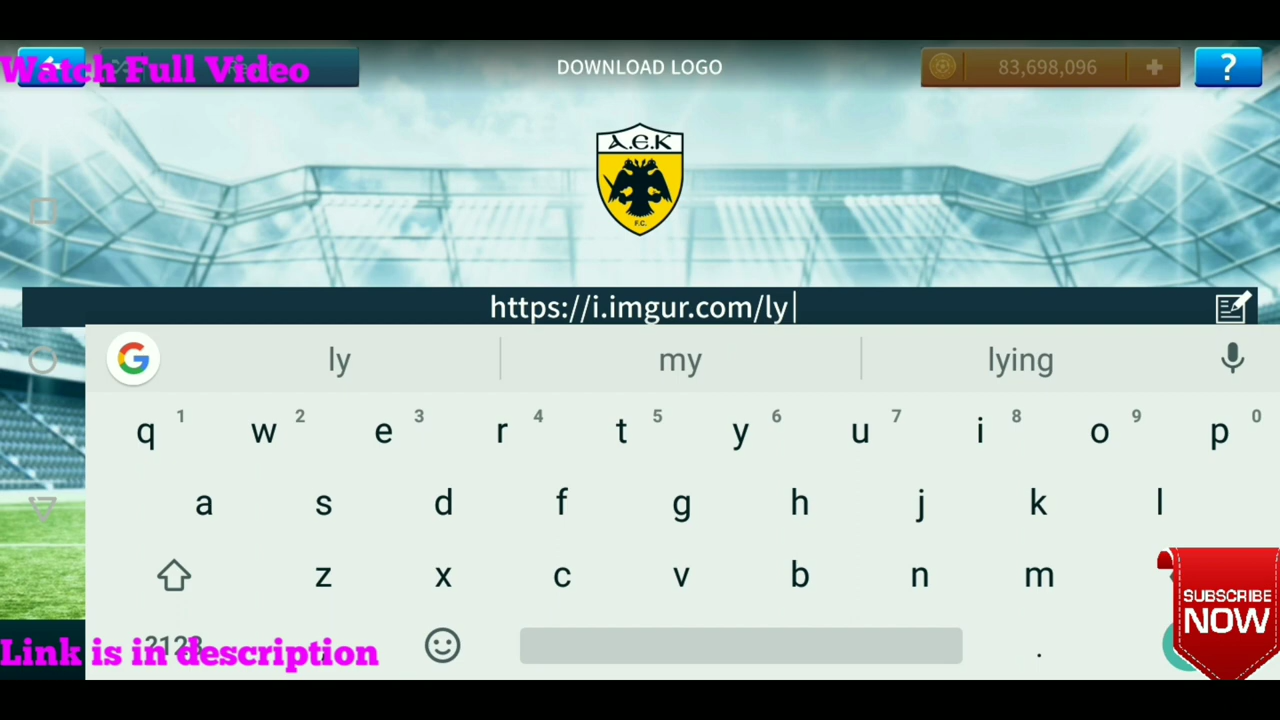 Watch Full Video
DOWNLOAD LOGO
83,698,096
+
?
A.E.K
F.C.
https://i.imgur.com/ly
G
ly
my
lying
q 1 w 2 e 3 r 4 t 5 y 6 u 7 i 8 o 9 p 0
a s d f g h j k l
z x c v b n m
SUBSCRIBE
NOW
?123 , .
Link is in description